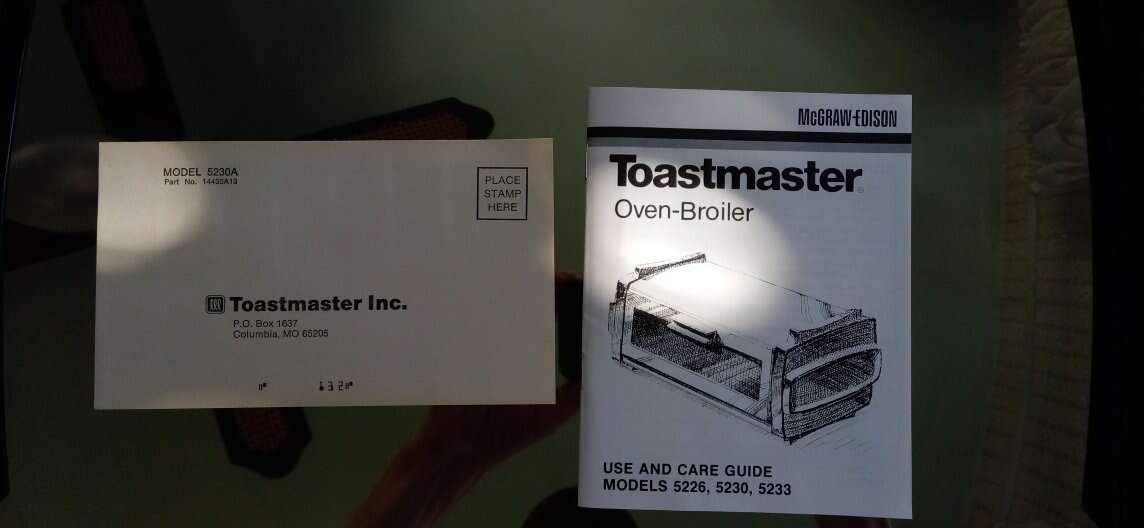 MODEL 5230A
Part No. 14435A13
PLACE
STAMP
HERE
Toastmaster Inc.
P.O. Box 1637
Columbia, MO 65205
McGRAW-EDISON
Toastmaster®
Oven-Broiler
USE AND CARE GUIDE
MODELS 5226, 5230, 5233